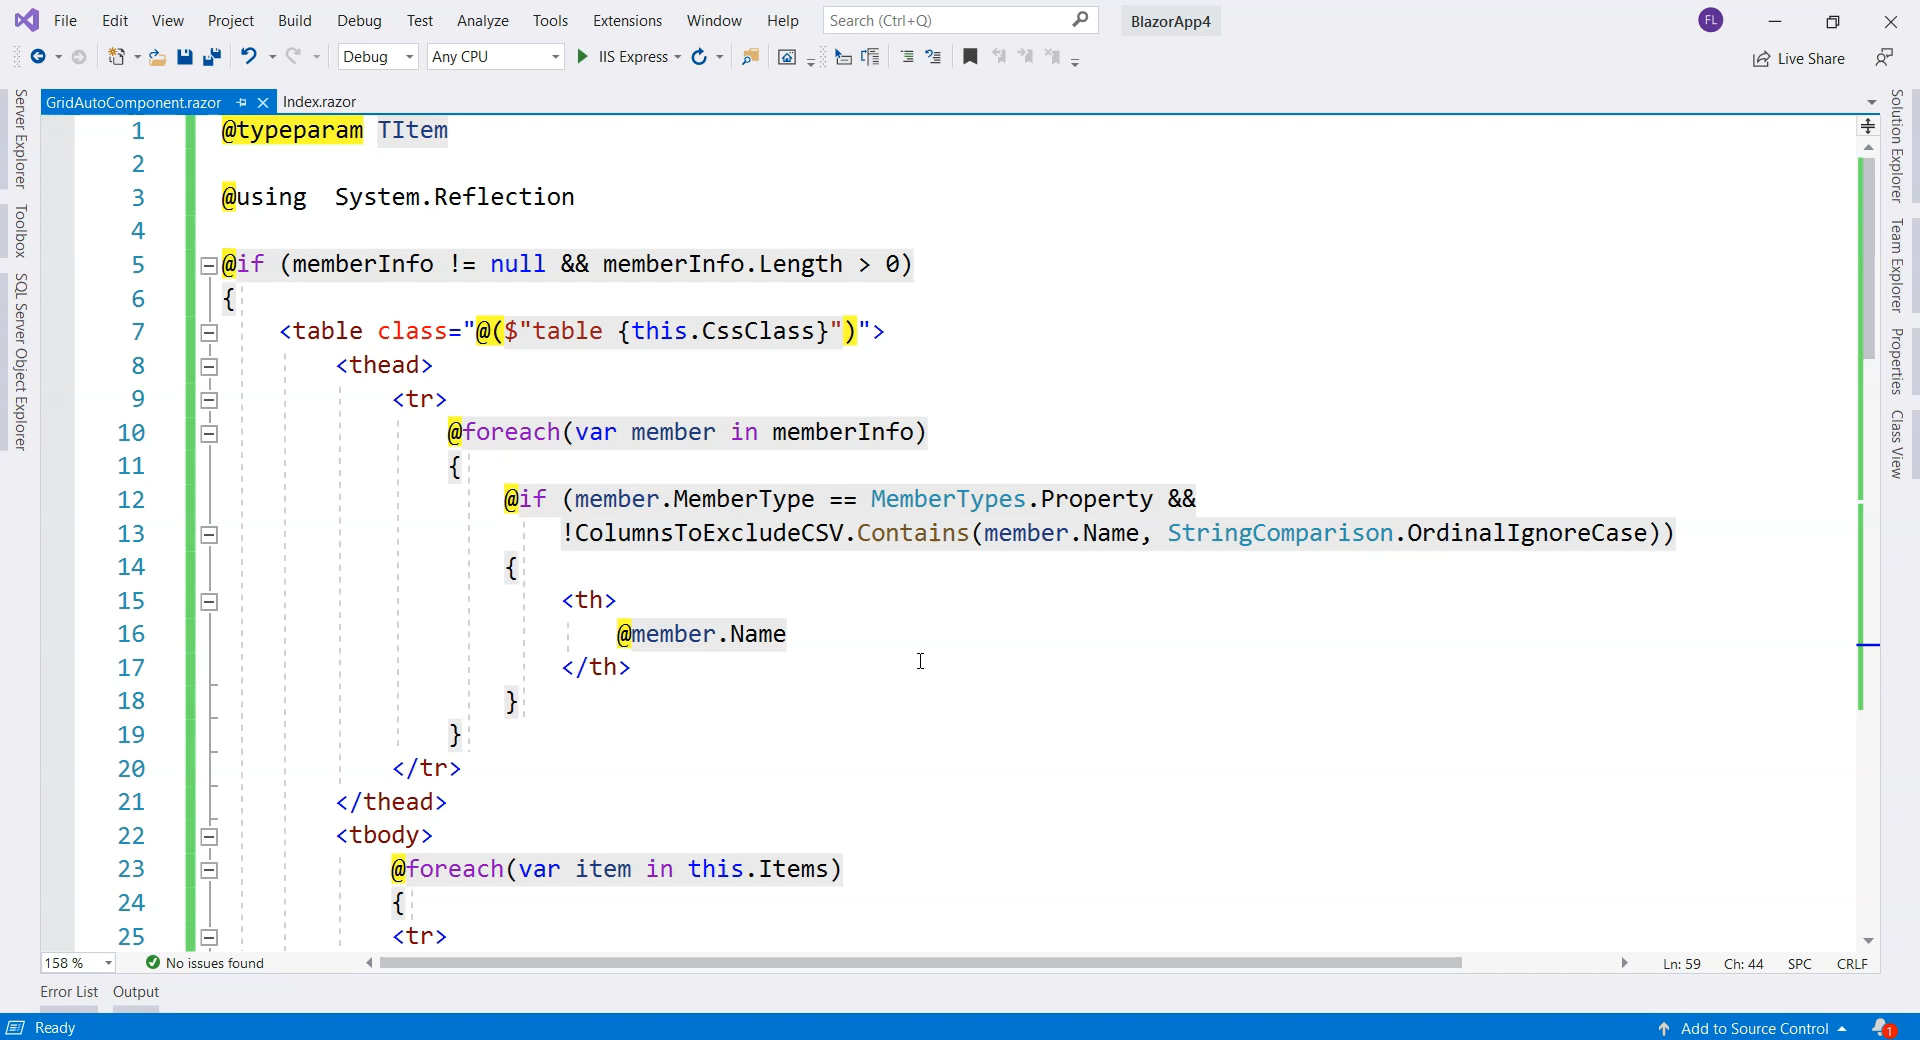 File Edit View Project Build Debug Test Analyze Tools Extensions Window Help Search (Ctrl+Q) BlazorApp4 FL
Debug Any CPU IIS Express Live Share
GridAutoComponent.razor Index.razor
Server Explorer
Toolbox
SQL Server Object Explorer
1 @typeparam TItem
2
3 @using  System.Reflection
4
5 @if (memberInfo != null && memberInfo.Length > 0)
6 {
7 <table class="@($"table {this.CssClass}")">
8 <thead>
9 <tr>
10 @foreach(var member in memberInfo)
11 {
12 @if (member.MemberType == MemberTypes.Property &&
13 !ColumnsToExcludeCSV.Contains(member.Name, StringComparison.OrdinalIgnoreCase))
14 {
15 <th>
16 @member.Name
17 </th>
18 }
19 }
20 </tr>
21 </thead>
22 <tbody>
23 @foreach(var item in this.Items)
24 {
25 <tr>
Solution Explorer
Team Explorer
Properties
Class View
158 % No issues found Ln: 59 Ch: 44 SPC CRLF
Error List Output
Ready Add to Source Control 1